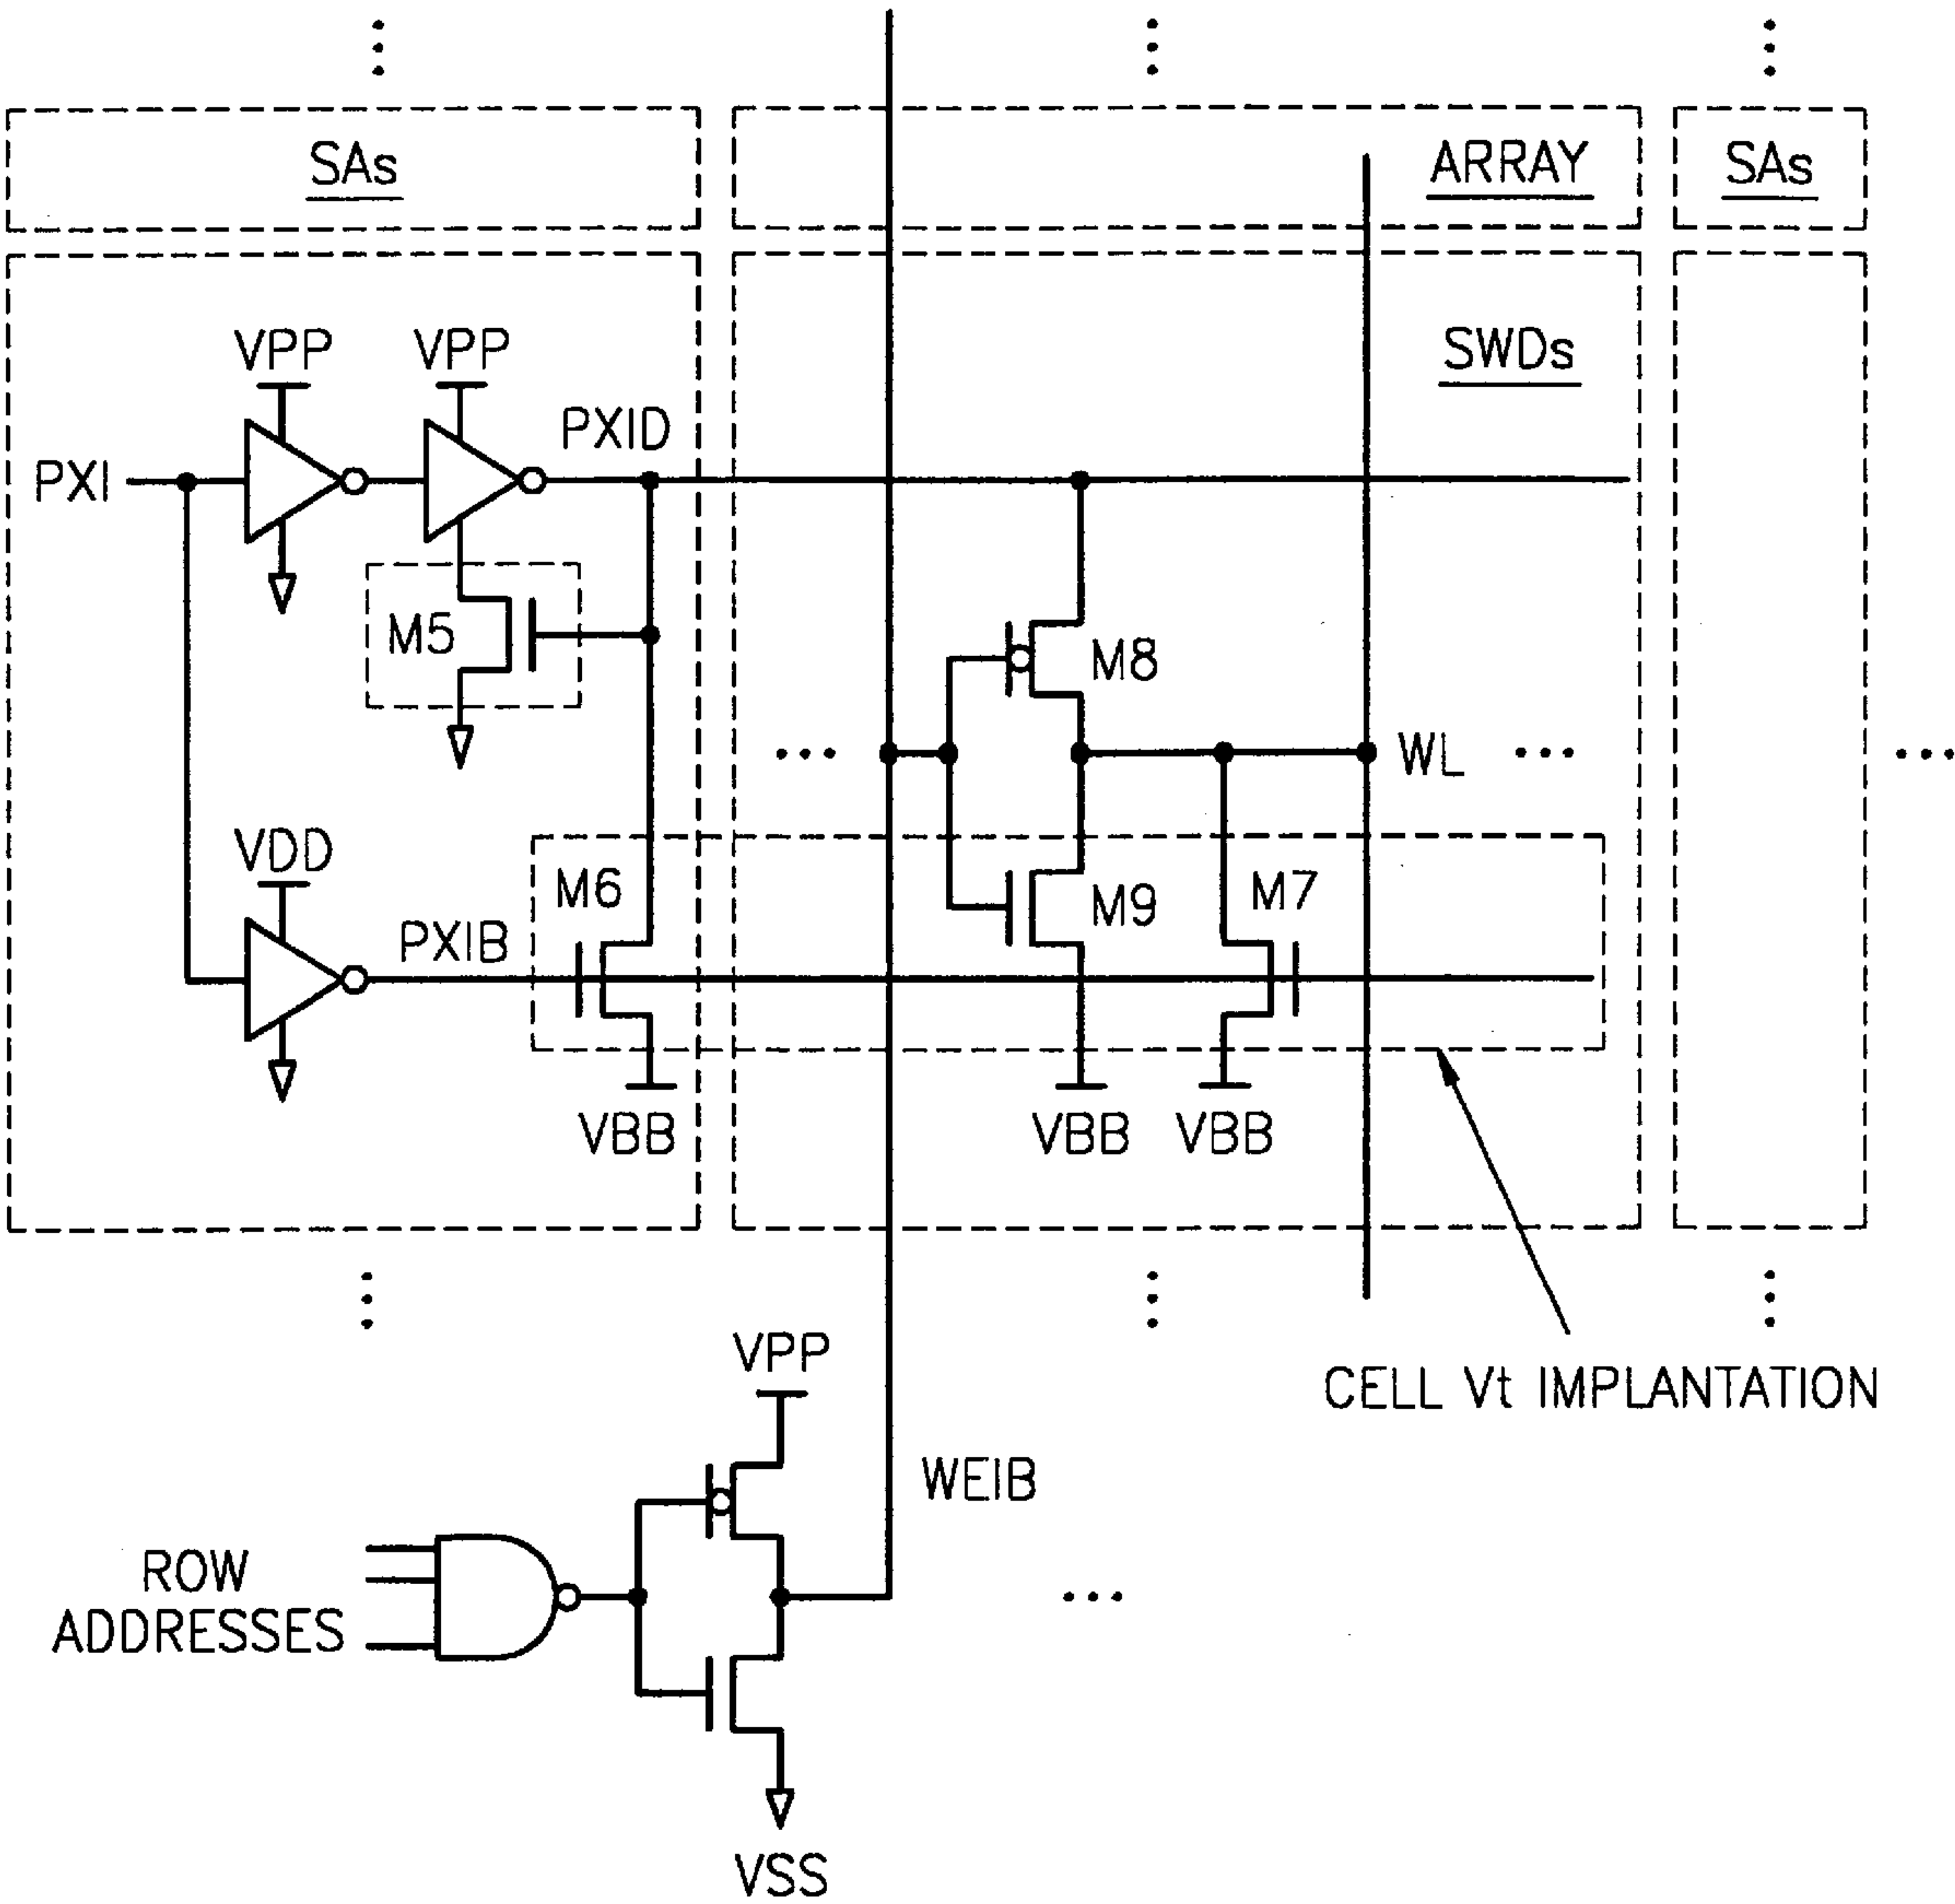 SAs
ARRAY
SAs
SWDs
VPP
VPP
PXID
PXI
M5
M8
WL
VDD
M6
M9
M7
PXIB
VBB
VBB
VBB
VPP
CELL Vt IMPLANTATION
WEIB
ROW
ADDRESSES
VSS